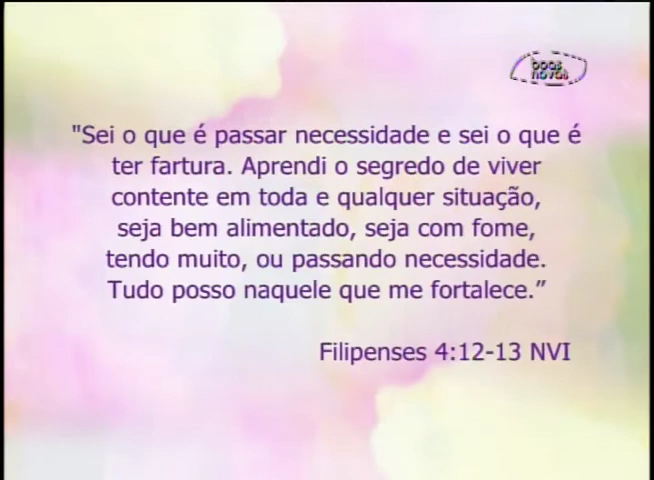 boas
novas
"Sei o que é passar necessidade e sei o que é
ter fartura. Aprendi o segredo de viver
contente em toda e qualquer situação,
seja bem alimentado, seja com fome,
tendo muito, ou passando necessidade.
Tudo posso naquele que me fortalece.”
Filipenses 4:12-13 NVI